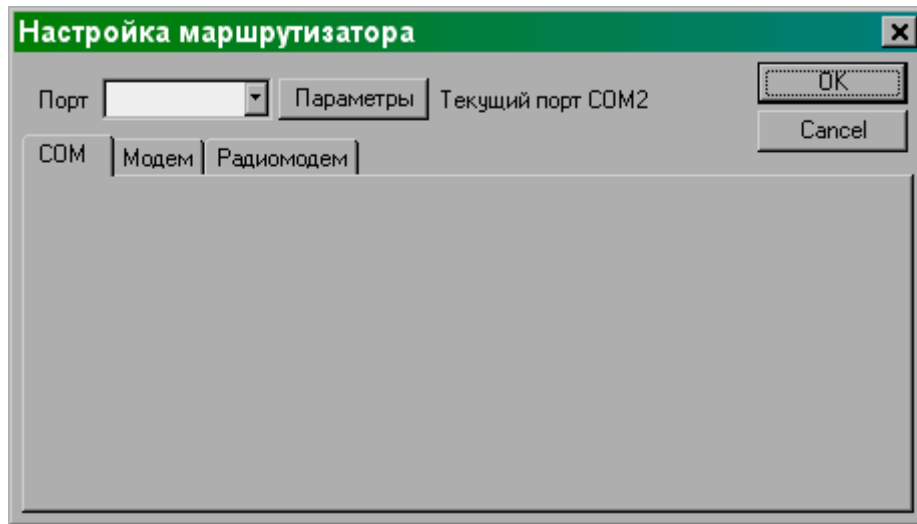 Настройка маршрутизатора
Порт Параметры Текущий порт COM2
OK
Cancel
COM Модем Радиомодем